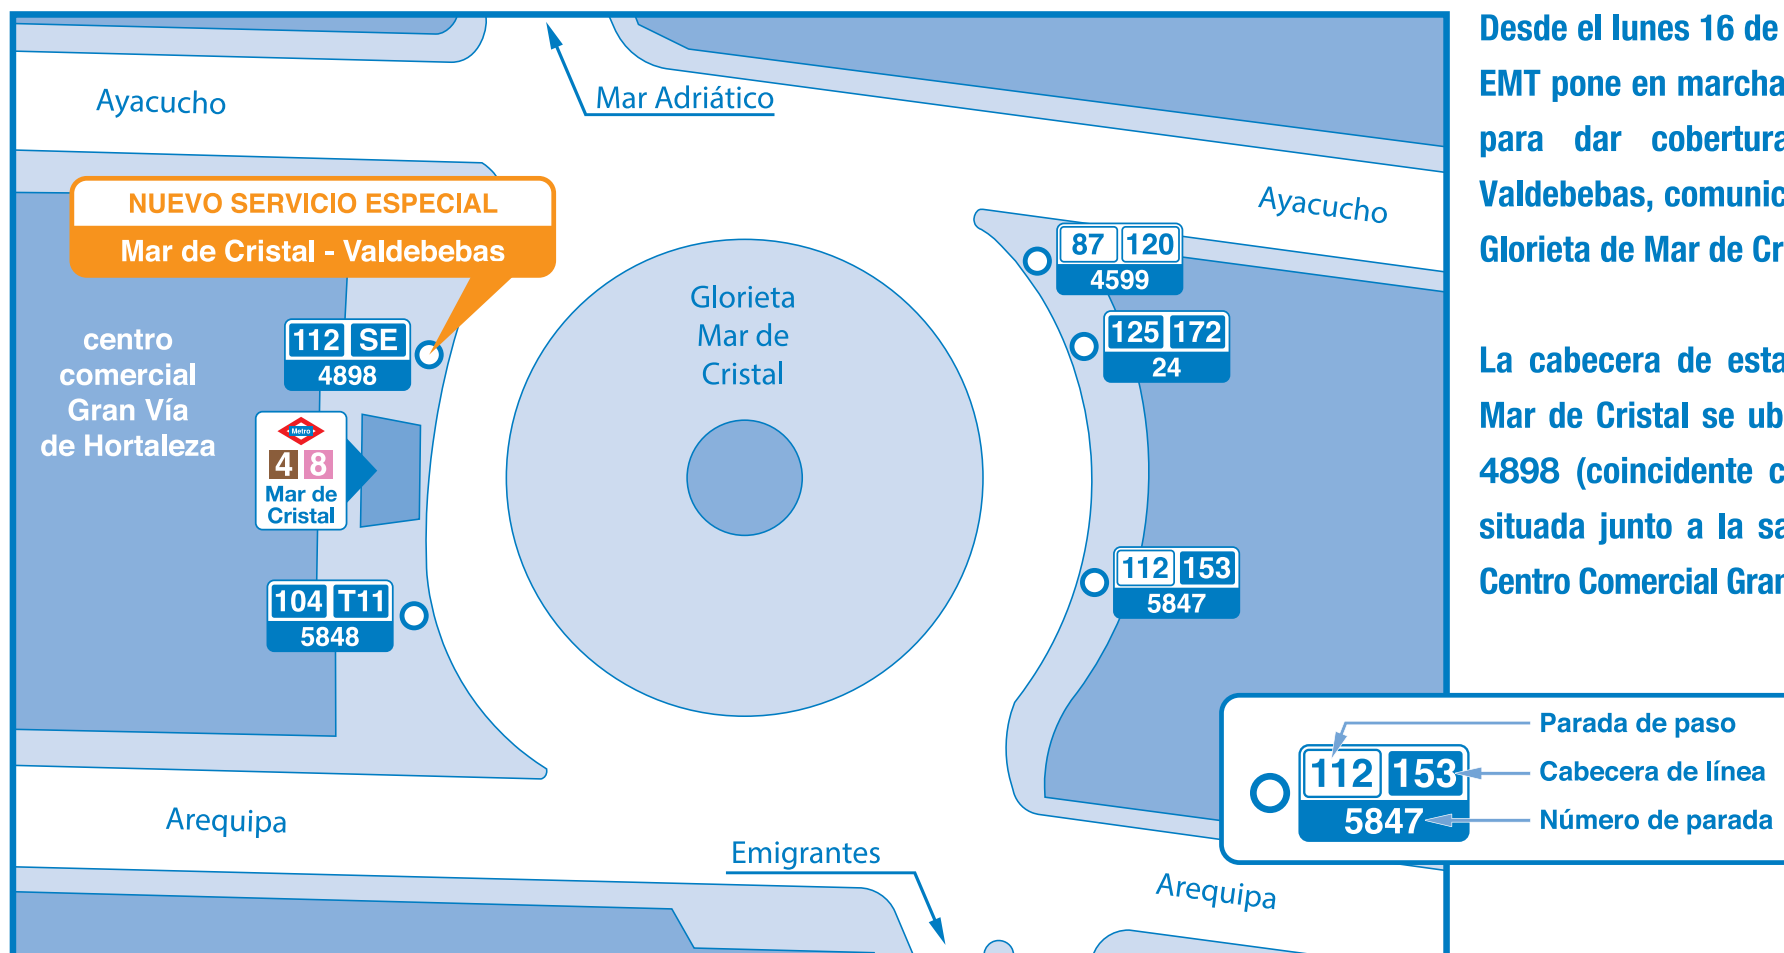 Ayacucho
Mar Adriático
Ayacucho
NUEVO SERVICIO ESPECIAL
Mar de Cristal - Valdebebas
87 120
4599
centro
comercial
Gran Vía
de Hortaleza
112 SE
4898
Glorieta
Mar de
Cristal
125 172
24
Metro
4 8
Mar de
Cristal
104 T11
5848
112 153
5847
Arequipa
Emigrantes
Arequipa
Desde el lunes 16 de
EMT pone en marcha
para dar cobertura
Valdebebas, comunic
Glorieta de Mar de Cr
La cabecera de esta
Mar de Cristal se ub
4898 (coincidente c
situada junto a la sa
Centro Comercial Gran
112 153
5847
Parada de paso
Cabecera de línea
Número de parada